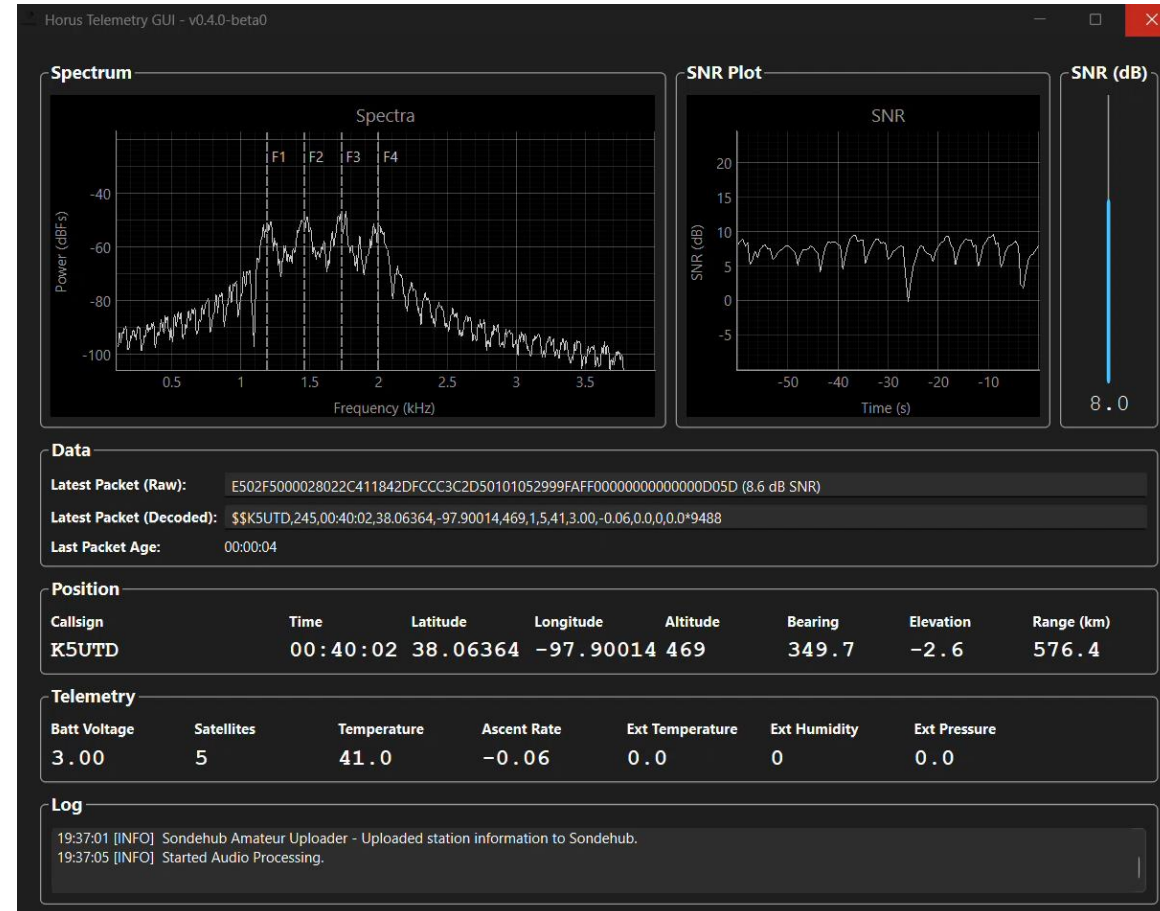 Horus Telemetry GUI - v0.4.0-beta0
Spectrum
Spectra
F1 F2 F3 F4
-40
-60
-80
-100
Power (dBFs)
0.5 1 1.5 2 2.5 3 3.5
Frequency (kHz)
SNR Plot
SNR
20
15
10
5
0
-5
SNR (dB)
-50 -40 -30 -20 -10
Time (s)
SNR (dB)
8.0
Data
Latest Packet (Raw): E502F5000028022C411842DFCCC3C2D50101052999FAFF00000000000000D05D (8.6 dB SNR)
Latest Packet (Decoded): $$K5UTD,245,00:40:02,38.06364,-97.90014,469,1,5,41,3.00,-0.06,0.0,0,0.0*9488
Last Packet Age: 00:00:04
Position
Callsign Time Latitude Longitude Altitude Bearing Elevation Range (km)
K5UTD 00:40:02 38.06364 -97.90014 469 349.7 -2.6 576.4
Telemetry
Batt Voltage Satellites Temperature Ascent Rate Ext Temperature Ext Humidity Ext Pressure
3.00 5 41.0 -0.06 0.0 0 0.0
Log
19:37:01 [INFO] Sondehub Amateur Uploader - Uploaded station information to Sondehub.
19:37:05 [INFO] Started Audio Processing.